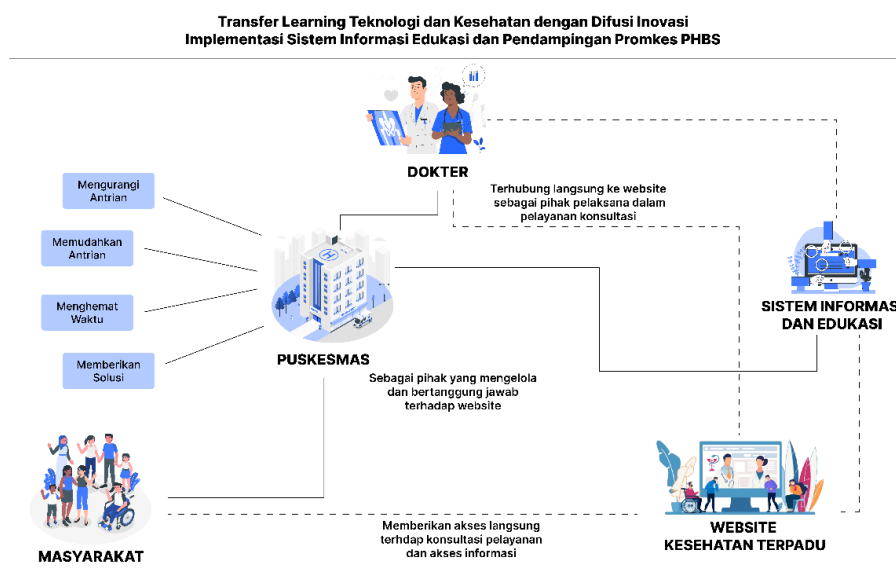 Transfer Learning Teknologi dan Kesehatan dengan Difusi Inovasi
Implementasi Sistem Informasi Edukasi dan Pendampingan Promkes PHBS
DOKTER
Terhubung langsung ke website
sebagai pihak pelaksana dalam
pelayanan konsultasi
Mengurangi
Antrian
Memudahkan
Antrian
Menghemat
Waktu
Memberikan
Solusi
PUSKESMAS
SISTEM INFORMAS
DAN EDUKASI
Sebagai pihak yang mengelola
dan bertanggung jawab
terhadap website
MASYARAKAT
Memberikan akses langsung
terhdap konsultasi pelayanan
dan akses informasi
WEBSITE
KESEHATAN TERPADU